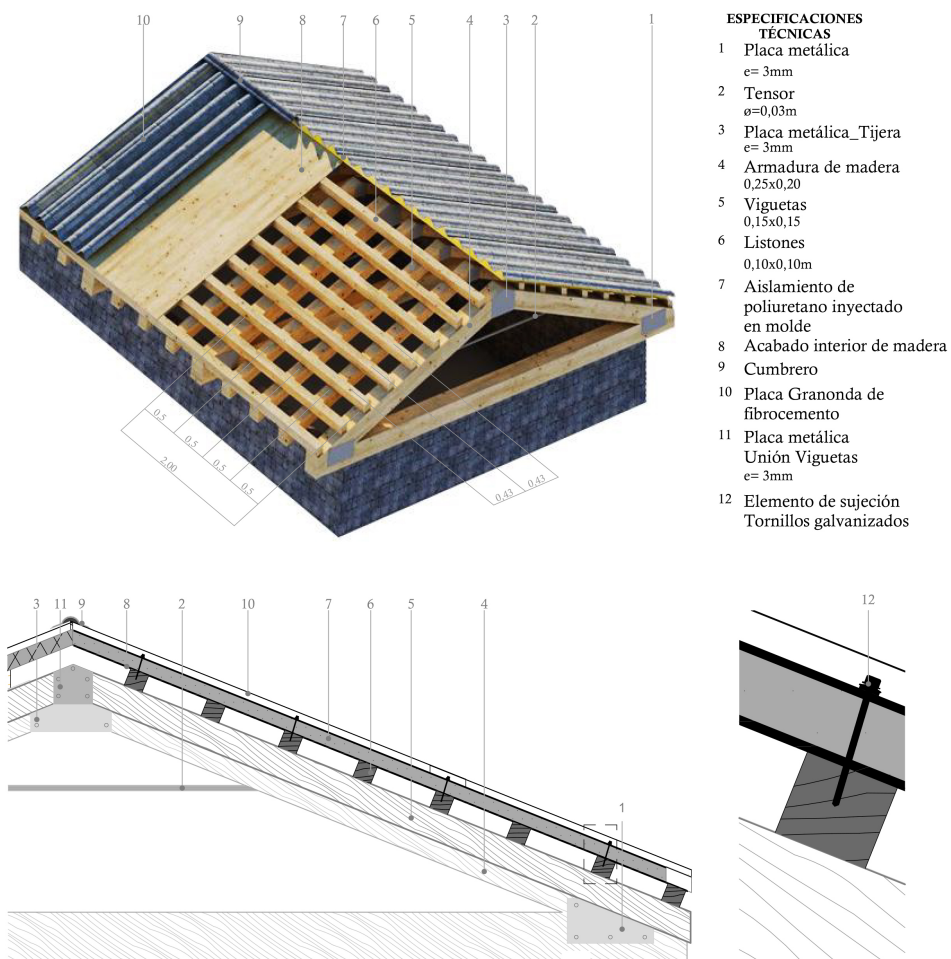 10 9 8 7 6 5 4 3 2 1
0,5
0,5
0,5
0,5
2,00
0,43
0,43
ESPECIFICACIONES
TÉCNICAS
1 Placa metálica
e= 3mm
2 Tensor
ø=0,03m
3 Placa metálica_Tijera
e= 3mm
4 Armadura de madera
0,25x0,20
5 Viguetas
0,15x0,15
6 Listones
0,10x0,10m
7 Aislamiento de
poliuretano inyectado
en molde
8 Acabado interior de madera
9 Cumbrero
10 Placa Granonda de
fibrocemento
11 Placa metálica
Unión Viguetas
e= 3mm
12 Elemento de sujeción
Tornillos galvanizados
3 11 9 8 2 10 7 6 5 4
1
12